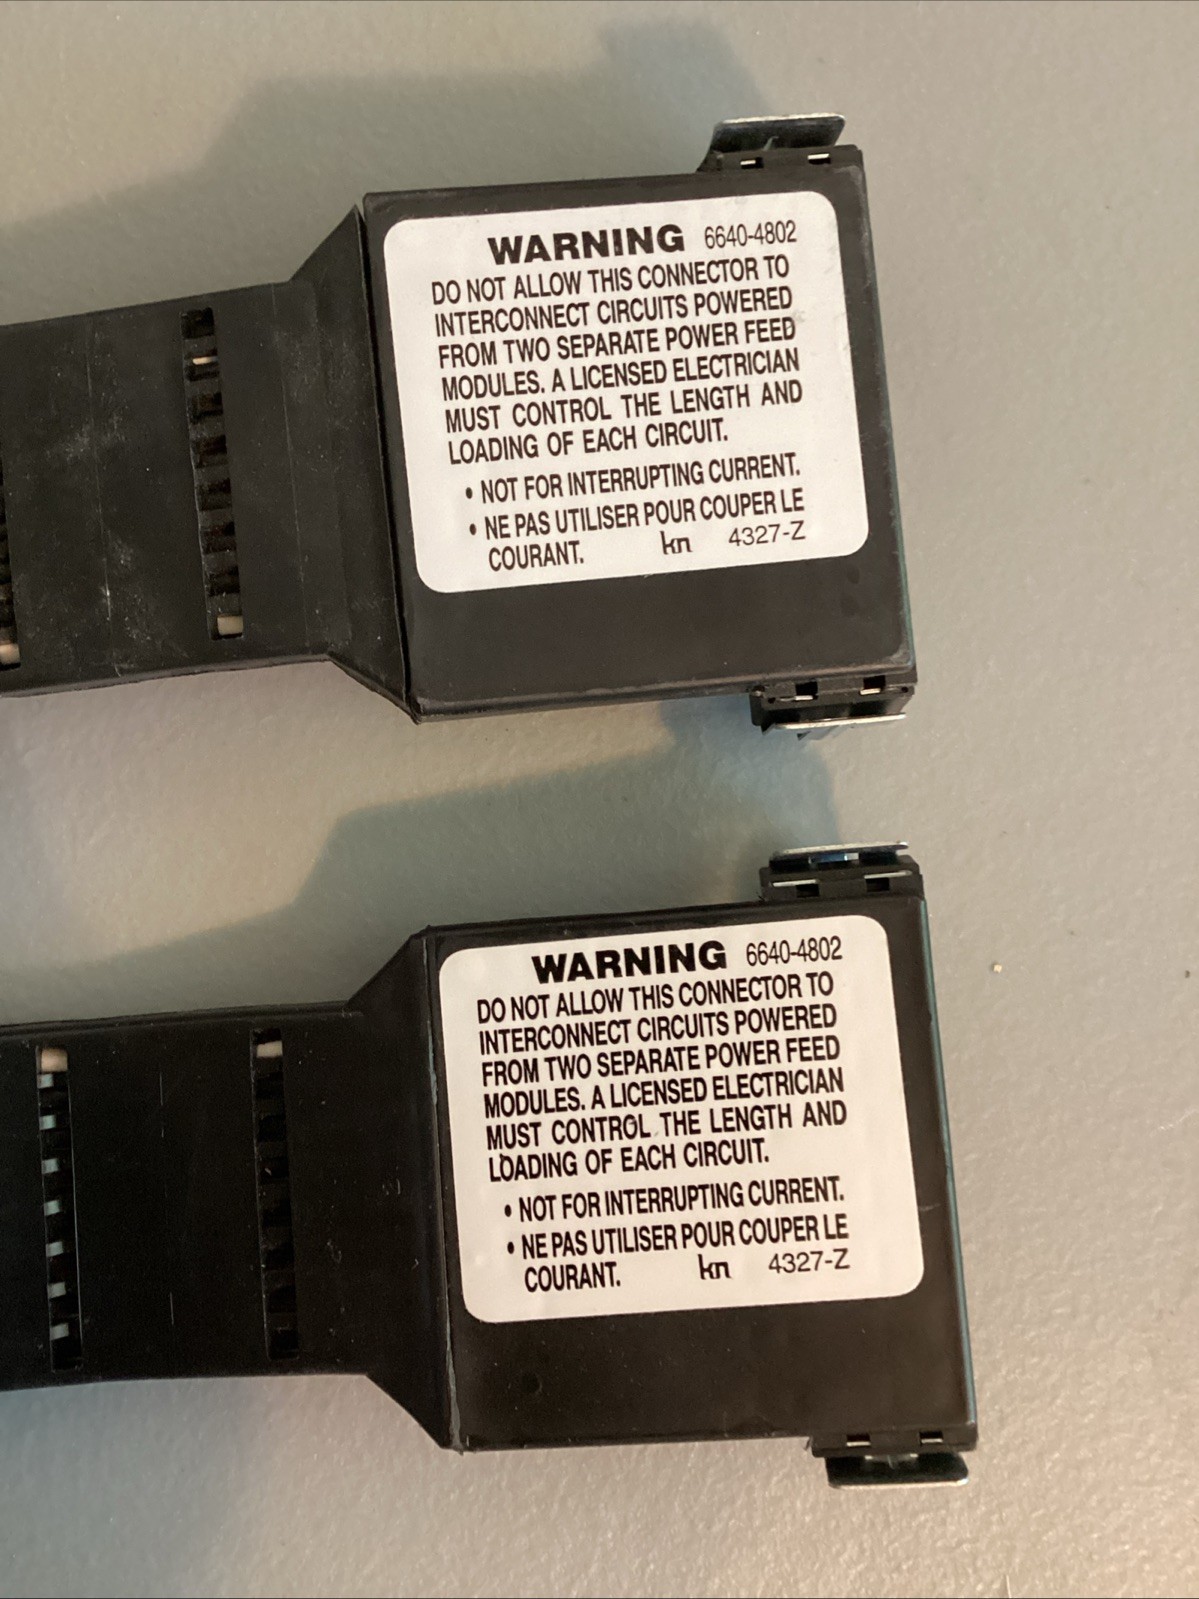 WARNING 6640-4802
DO NOT ALLOW THIS CONNECTOR TO
INTERCONNECT CIRCUITS POWERED
FROM TWO SEPARATE POWER FEED
MODULES. A LICENSED ELECTRICIAN
MUST CONTROL THE LENGTH AND
LOADING OF EACH CIRCUIT.
• NOT FOR INTERRUPTING CURRENT.
• NE PAS UTILISER POUR COUPER LE
COURANT. kn 4327-Z
WARNING 6640-4802
DO NOT ALLOW THIS CONNECTOR TO
INTERCONNECT CIRCUITS POWERED
FROM TWO SEPARATE POWER FEED
MODULES. A LICENSED ELECTRICIAN
MUST CONTROL THE LENGTH AND
LOADING OF EACH CIRCUIT.
• NOT FOR INTERRUPTING CURRENT.
• NE PAS UTILISER POUR COUPER LE
COURANT. kn 4327-Z